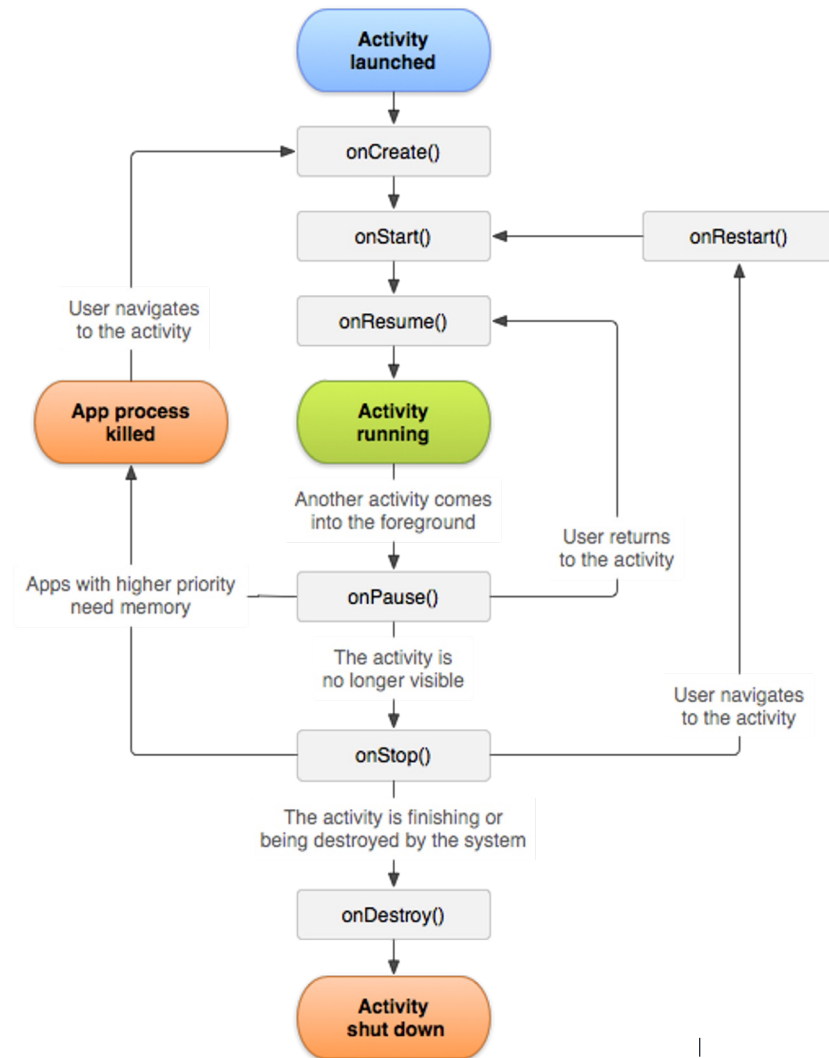 Activity
launched
onCreate()
onStart()
onRestart()
onResume()
User navigates
to the activity
App process
killed
Activity
running
Another activity comes
into the foreground
User returns
to the activity
Apps with higher priority
need memory
onPause()
The activity is
no longer visible
User navigates
to the activity
onStop()
The activity is finishing or
being destroyed by the system
onDestroy()
Activity
shut down